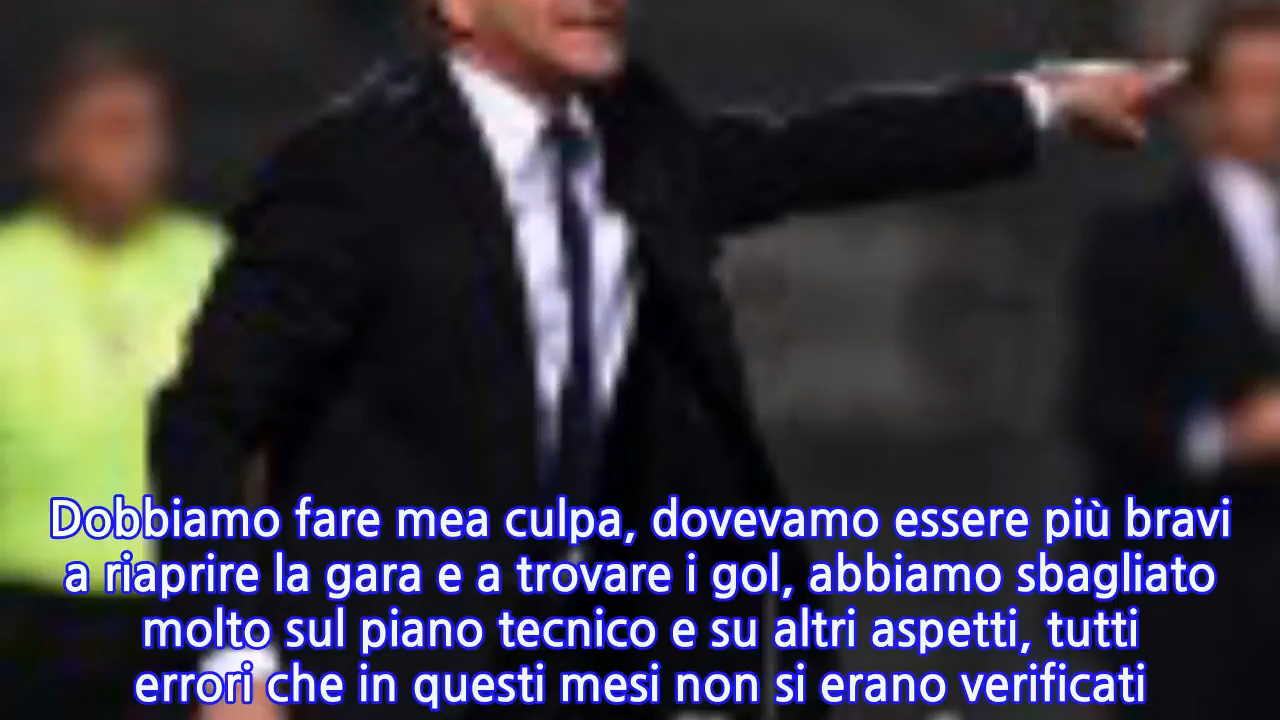 Dobbiamo fare mea culpa, dovevamo essere più bravi
a riaprire la gara e a trovare i gol, abbiamo sbagliato
molto sul piano tecnico e su altri aspetti, tutti
errori che in questi mesi non si erano verificati